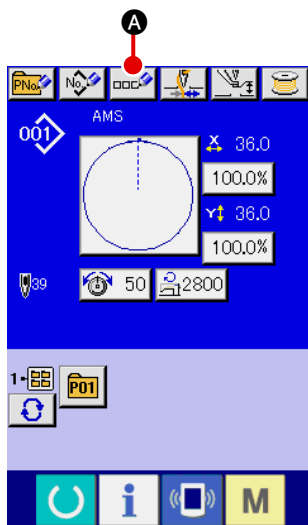 A
PNo. No.
001 AMS
X 36.0
100.0%
Y 36.0
100.0%
39 50 2800
1- P01
i M